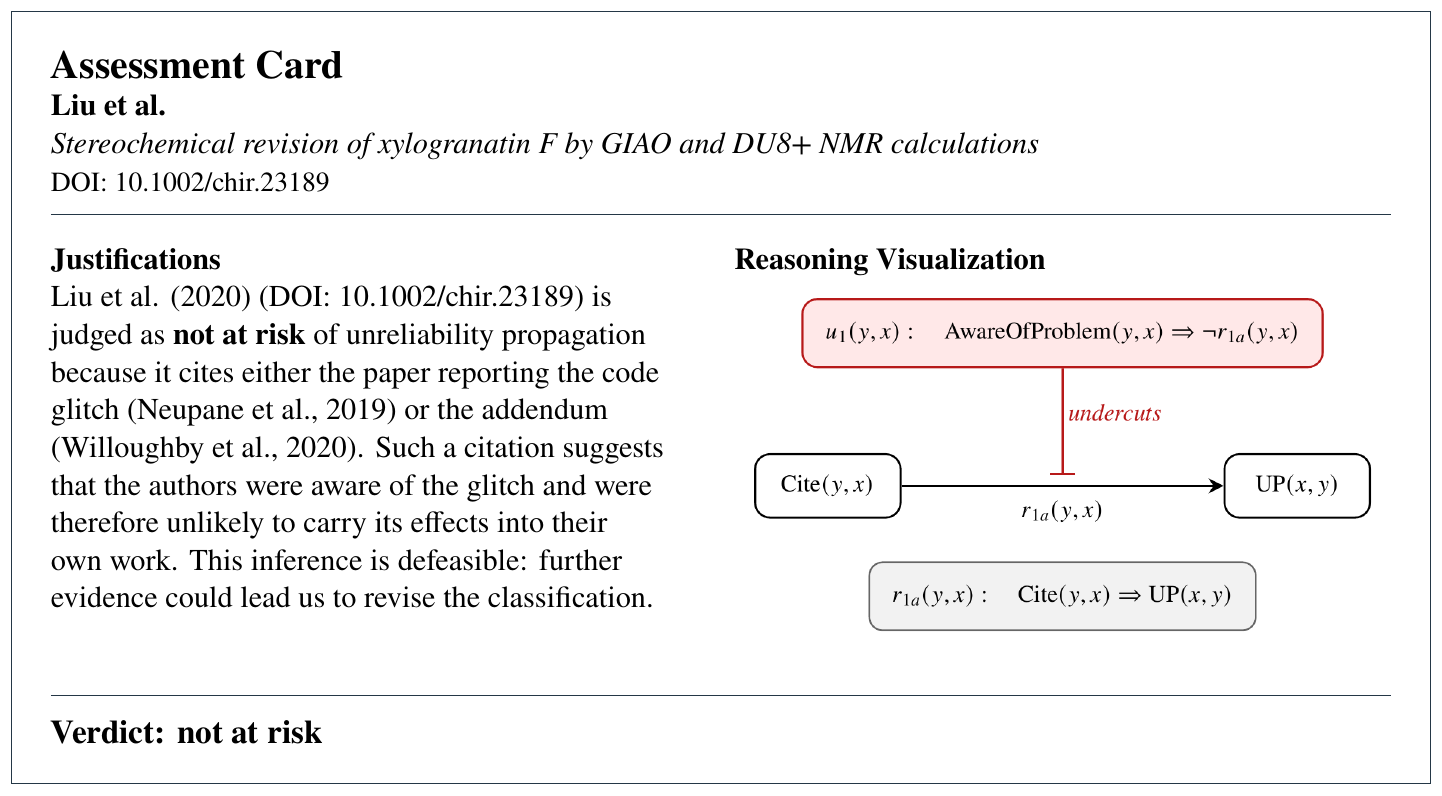 Assessment Card
Liu et al.
Stereochemical revision of xylogranatin F by GIAO and DU8+ NMR calculations
DOI: 10.1002/chir.23189
Justifications
Liu et al. (2020) (DOI: 10.1002/chir.23189) is
judged as not at risk of unreliability propagation
because it cites either the paper reporting the code
glitch (Neupane et al., 2019) or the addendum
(Willoughby et al., 2020). Such a citation suggests
that the authors were aware of the glitch and were
therefore unlikely to carry its effects into their
own work. This inference is defeasible: further
evidence could lead us to revise the classification.
Reasoning Visualization
u₁(y, x) : AwareOfProblem(y, x) ⇒ ¬r₁ₐ(y, x)
undercuts
Cite(y, x)
UP(x, y)
r₁ₐ(y, x)
r₁ₐ(y, x) : Cite(y, x) ⇒ UP(x, y)
Verdict: not at risk